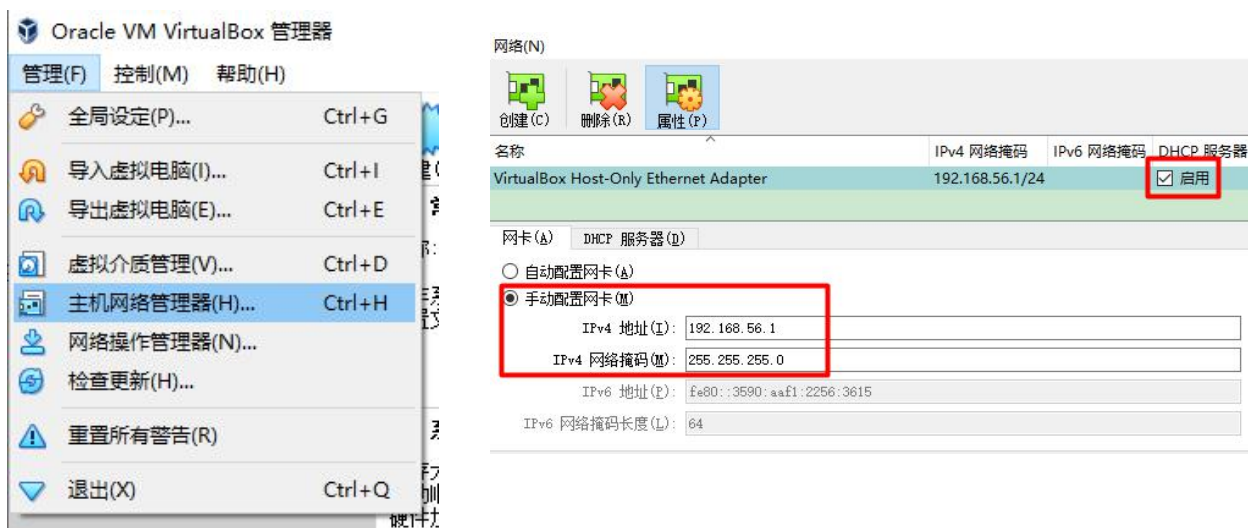 Oracle VM VirtualBox 管理器
管理(F) 控制(M) 帮助(H)
全局设定(P)... Ctrl+G
导入虚拟电脑(I)... Ctrl+I
导出虚拟电脑(E)... Ctrl+E
虚拟介质管理(V)... Ctrl+D
主机网络管理器(H)... Ctrl+H
网络操作管理器(N)...
检查更新(H)...
重置所有警告(R)
退出(X) Ctrl+Q
网络(N)
创建(C) 删除(R) 属性(P)
名称 IPv4 网络掩码 IPv6 网络掩码 DHCP 服务器
VirtualBox Host-Only Ethernet Adapter 192.168.56.1/24 启用
网卡(A) DHCP 服务器(D)
自动配置网卡(A)
手动配置网卡(M)
IPv4 地址(I): 192.168.56.1
IPv4 网络掩码(M): 255.255.255.0
IPv6 地址(P): fe80::3590:aaf1:2256:3615
IPv6 网络掩码长度(L): 64